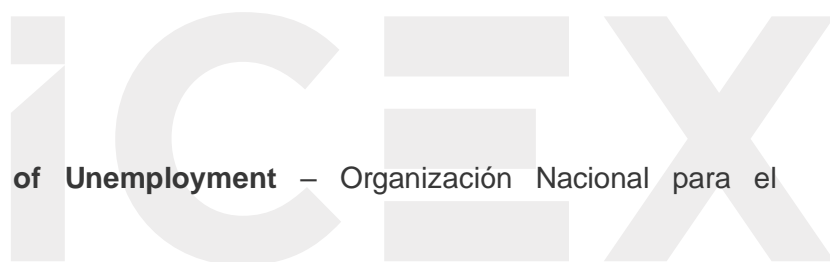 iCEX
of Unemployment – Organización Nacional para el